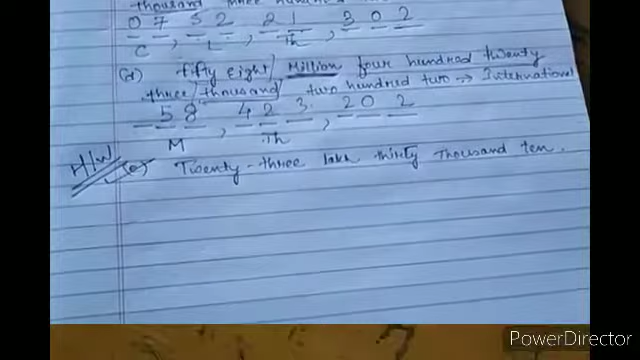 thousand three hundred
0 7 , 5 2 , 2 1 , 3 0 2
C L Th
(d) fifty eight / Million four hundred twenty
three / thousand / two hundred two → International
5 8 , 4 2 3 , 2 0 2
M Th
H/W (e) Twenty-three lakh thirty thousand ten.
PowerDirector